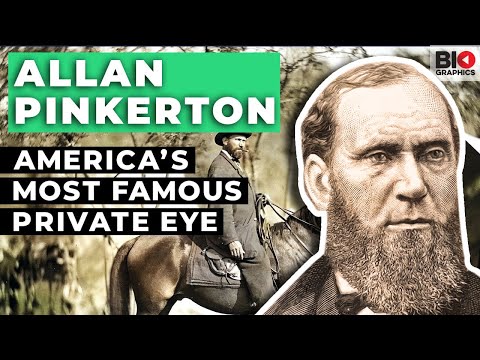 ALLAN
PINKERTON
AMERICA'S
MOST FAMOUS
PRIVATE EYE
BIO
GRAPHICS